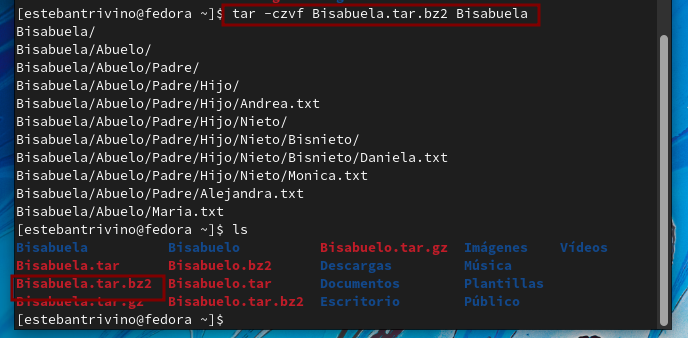 [estebantrivino@fedora ~]$ tar -czvf Bisabuela.tar.bz2 Bisabuela
Bisabuela/
Bisabuela/Abuelo/
Bisabuela/Abuelo/Padre/
Bisabuela/Abuelo/Padre/Hijo/
Bisabuela/Abuelo/Padre/Hijo/Andrea.txt
Bisabuela/Abuelo/Padre/Hijo/Nieto/
Bisabuela/Abuelo/Padre/Hijo/Nieto/Bisnieto/
Bisabuela/Abuelo/Padre/Hijo/Nieto/Bisnieto/Daniela.txt
Bisabuela/Abuelo/Padre/Hijo/Nieto/Monica.txt
Bisabuela/Abuelo/Padre/Alejandra.txt
Bisabuela/Abuelo/Maria.txt
[estebantrivino@fedora ~]$ ls
Bisabuela Bisabuelo Bisabuelo.tar.gz Imágenes Vídeos
Bisabuela.tar Bisabuelo.bz2 Descargas Música
Bisabuela.tar.bz2 Bisabuelo.tar Documentos Plantillas
Bisabuela.tar.gz Bisabuelo.tar.bz2 Escritorio Público
[estebantrivino@fedora ~]$